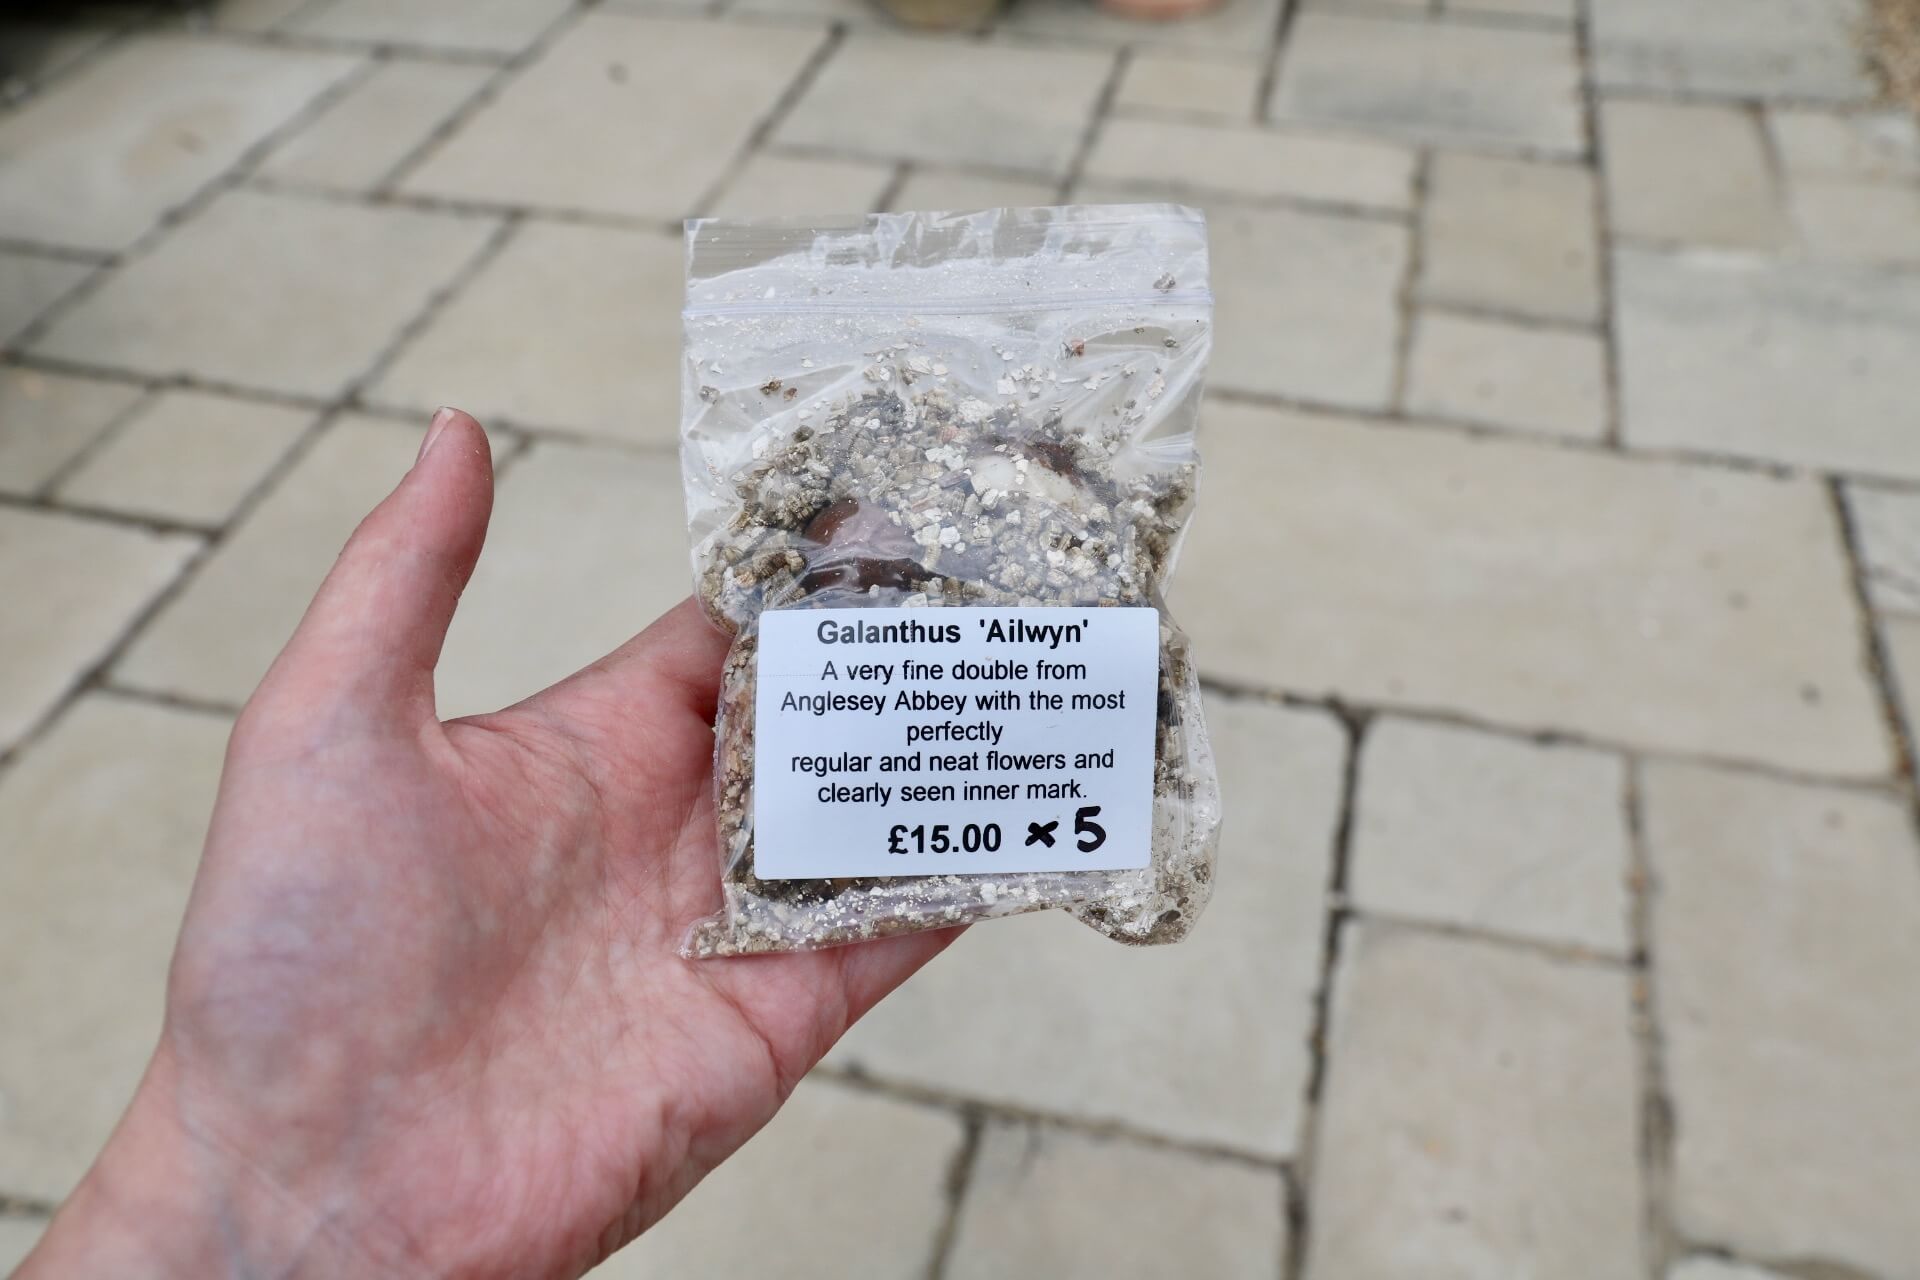 Galanthus 'Ailwyn'
A very fine double from
Anglesey Abbey with the most
perfectly
regular and neat flowers and
clearly seen inner mark.
£15.00 × 5